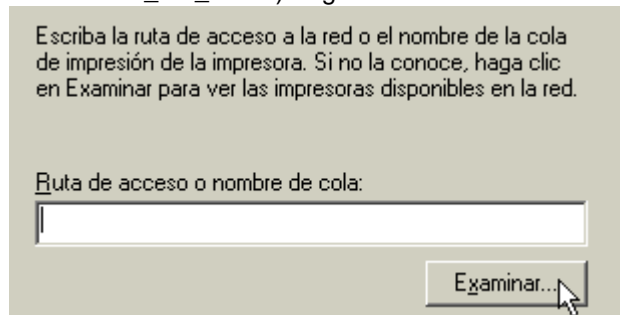 Escriba la ruta de acceso a la red o el nombre de la cola
de impresión de la impresora. Si no la conoce, haga clic
en Examinar para ver las impresoras disponibles en la red.
Ruta de acceso o nombre de cola:
Examinar...